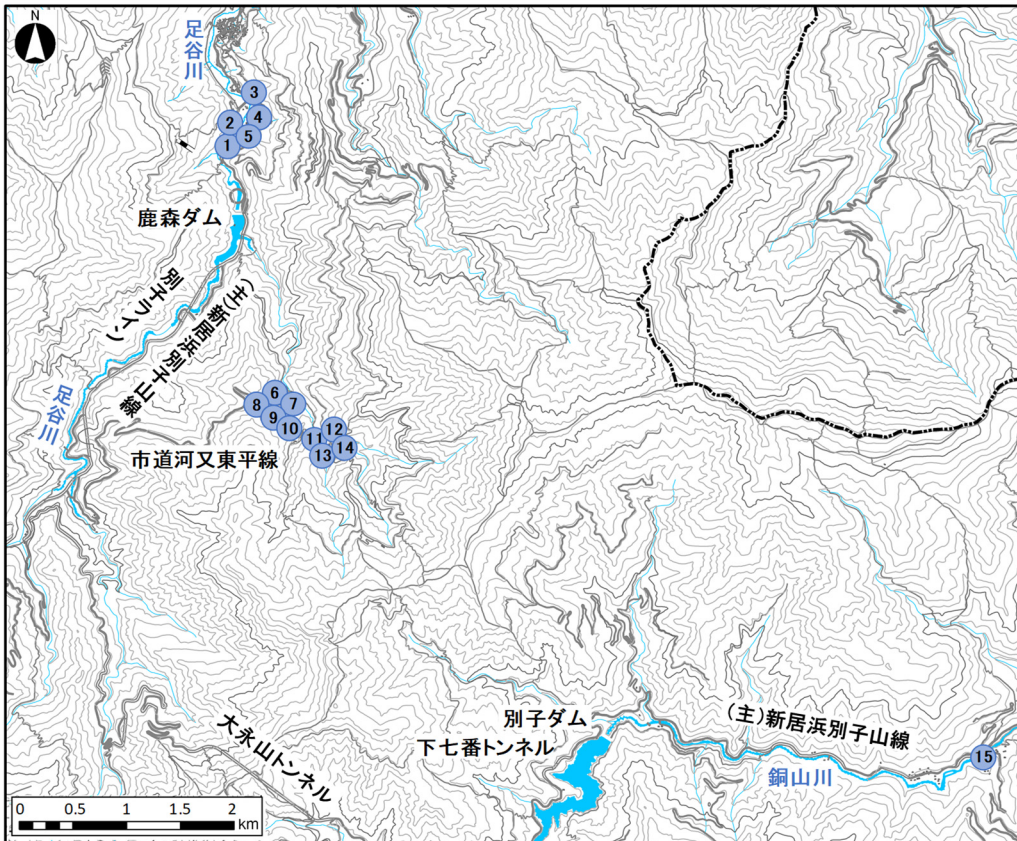 N
足谷川
3
4
2
5
1
鹿森ダム
別子ライン
(主)新居浜別子山線
足谷川
6
8
7
9
10
12
11
14
13
市道河又東平線
別子ダム
下七番トンネル
(主)新居浜別子山線
大永山トンネル
銅山川
15
0 0.5 1 1.5 2
km